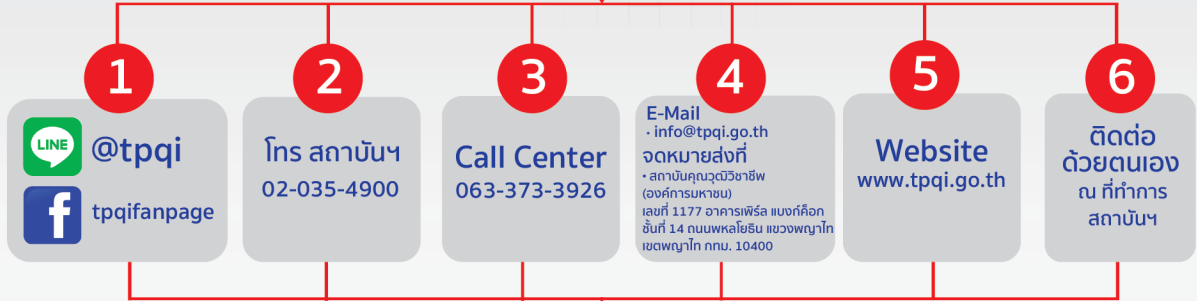 1
LINE
@tpqi
f
tpqifanpage
2
โทร สถาบันฯ
02-035-4900
3
Call Center
063-373-3926
4
E-Mail
· info@tpqi.go.th
จดหมายส่งที่
• สถาบันคุณวุฒิวิชาชีพ
(องค์การมหาชน)
เลขที่ 1177 อาคารเพิร์ล แบงก์ค็อก
ชั้นที่ 14 ถนนพหลโยธิน แขวงพญาไท
เขตพญาไท กทม. 10400
5
Website
www.tpqi.go.th
6
ติดต่อ
ด้วยตนเอง
ณ ที่ทำการ
สถาบันฯ